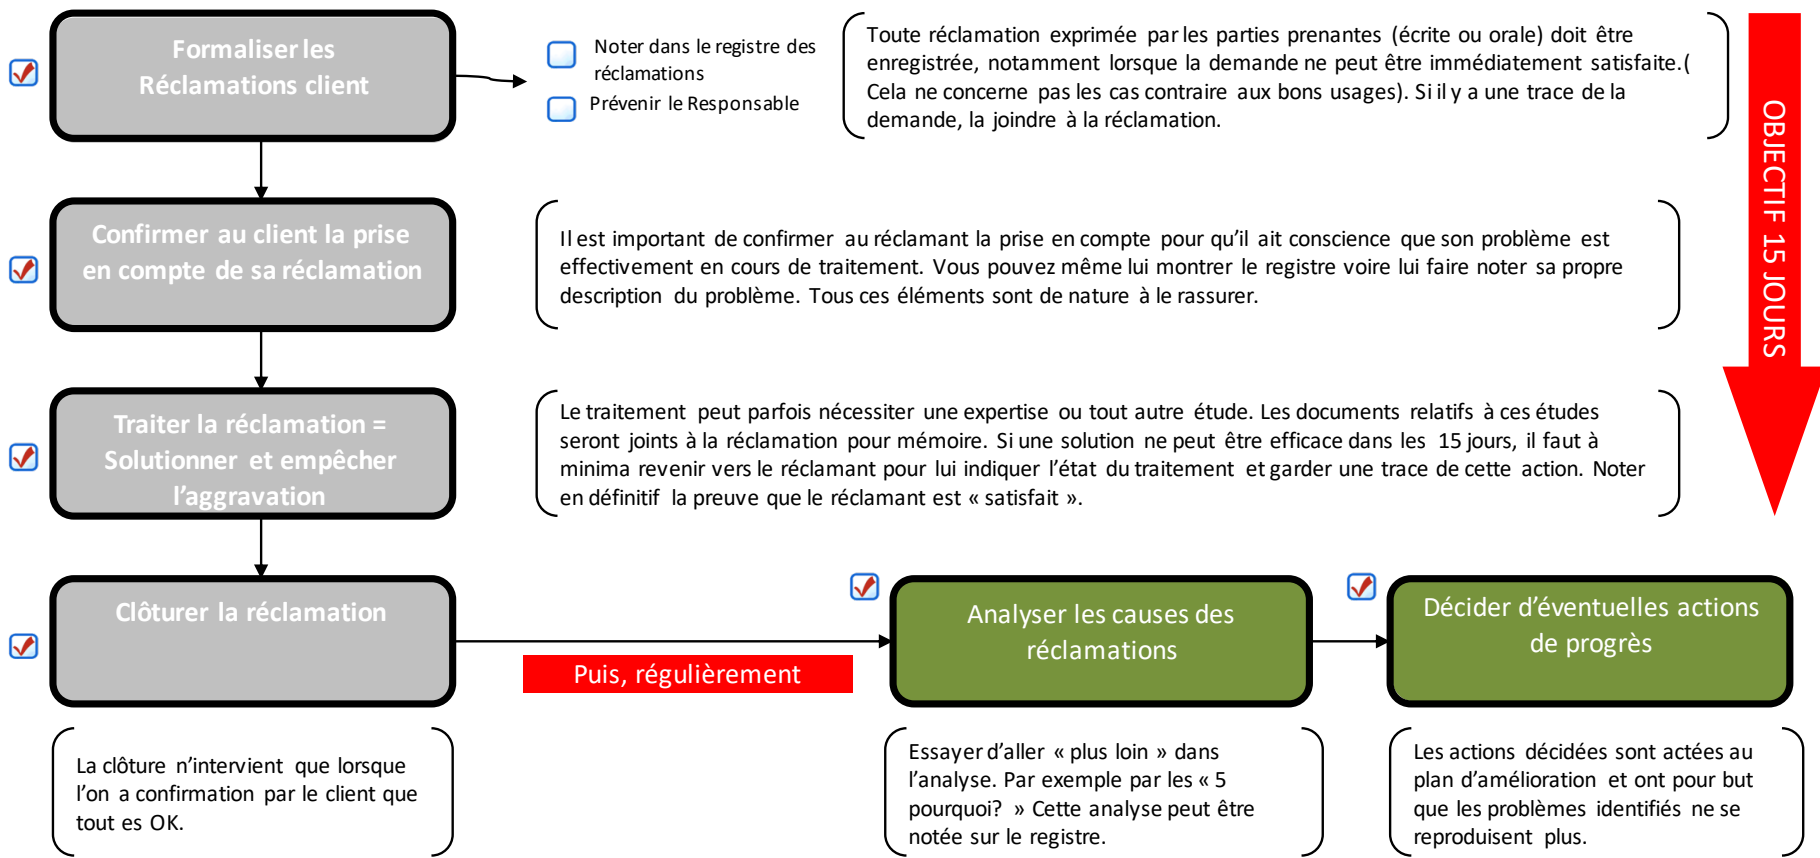 Formaliser les
Réclamations client
Noter dans le registre des
réclamations
Prévenir le Responsable
Toute réclamation exprimée par les parties prenantes (écrite ou orale) doit être
enregistrée, notamment lorsque la demande ne peut être immédiatement satisfaite.(
Cela ne concerne pas les cas contraire aux bons usages). Si il y a une trace de la
demande, la joindre à la réclamation.
OBJECTIF 15 JOURS
Confirmer au client la prise
en compte de sa réclamation
Il est important de confirmer au réclamant la prise en compte pour qu’il ait conscience que son problème est
effectivement en cours de traitement. Vous pouvez même lui montrer le registre voire lui faire noter sa propre
description du problème. Tous ces éléments sont de nature à le rassurer.
Traiter la réclamation =
Solutionner et empêcher
l’aggravation
Le traitement peut parfois nécessiter une expertise ou tout autre étude. Les documents relatifs à ces études
seront joints à la réclamation pour mémoire. Si une solution ne peut être efficace dans les 15 jours, il faut à
minima revenir vers le réclamant pour lui indiquer l’état du traitement et garder une trace de cette action. Noter
en définitif la preuve que le réclamant est « satisfait ».
Clôturer la réclamation
Puis, régulièrement
Analyser les causes des
réclamations
Décider d’éventuelles actions
de progrès
La clôture n’intervient que lorsque
l’on a confirmation par le client que
tout es OK.
Essayer d’aller « plus loin » dans
l’analyse. Par exemple par les « 5
pourquoi? » Cette analyse peut être
notée sur le registre.
Les actions décidées sont actées au
plan d’amélioration et ont pour but
que les problèmes identifiés ne se
reproduisent plus.